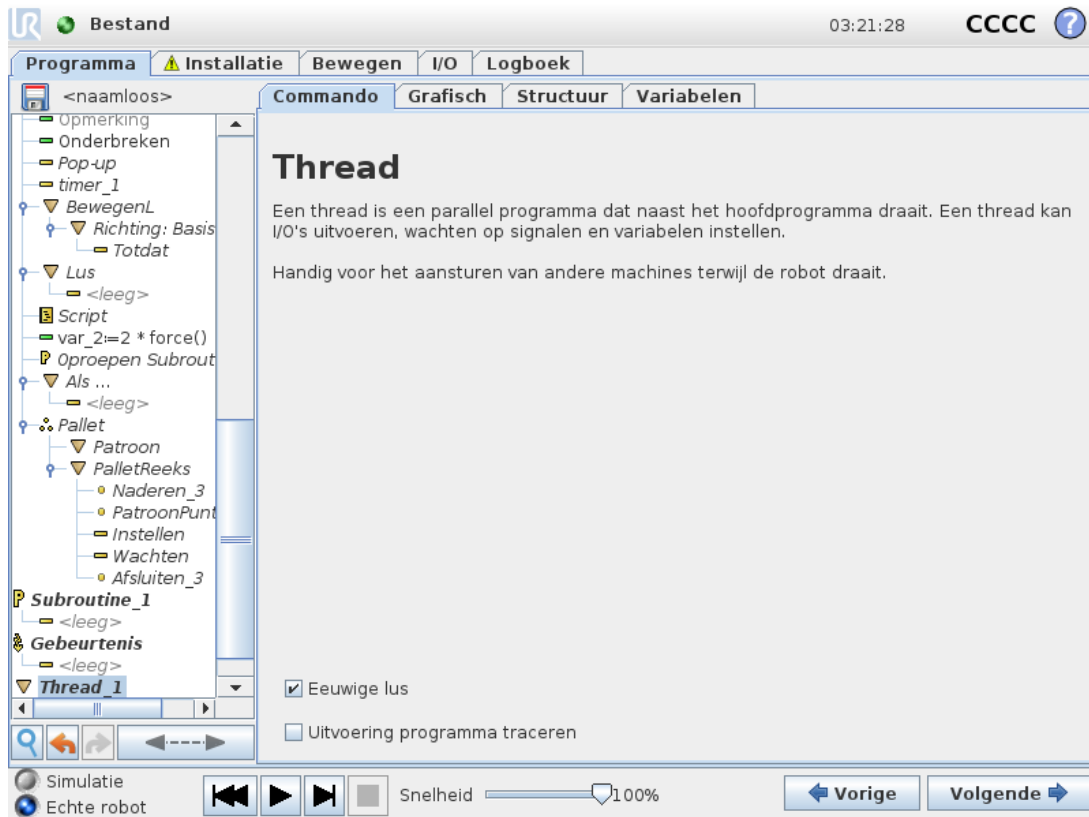 UR Bestand 03:21:28 CCCC ?
Programma Installatie Bewegen I/O Logboek
<naamloos>
Commando Grafisch Structuur Variabelen
Opmerking
Onderbreken
Pop-up
timer_1
BewegenL
Richting: Basis
Totdat
Lus
<leeg>
Script
var_2:=2 * force()
Oproepen Subrout
Als ...
<leeg>
Pallet
Patroon
PalletReeks
Naderen_3
PatroonPunt
Instellen
Wachten
Afsluiten_3
P Subroutine_1
<leeg>
Gebeurtenis
<leeg>
Thread_1
Thread
Een thread is een parallel programma dat naast het hoofdprogramma draait. Een thread kan
I/O's uitvoeren, wachten op signalen en variabelen instellen.
Handig voor het aansturen van andere machines terwijl de robot draait.
Eeuwige lus
Uitvoering programma traceren
Simulatie
Echte robot
Snelheid 100%
Vorige
Volgende